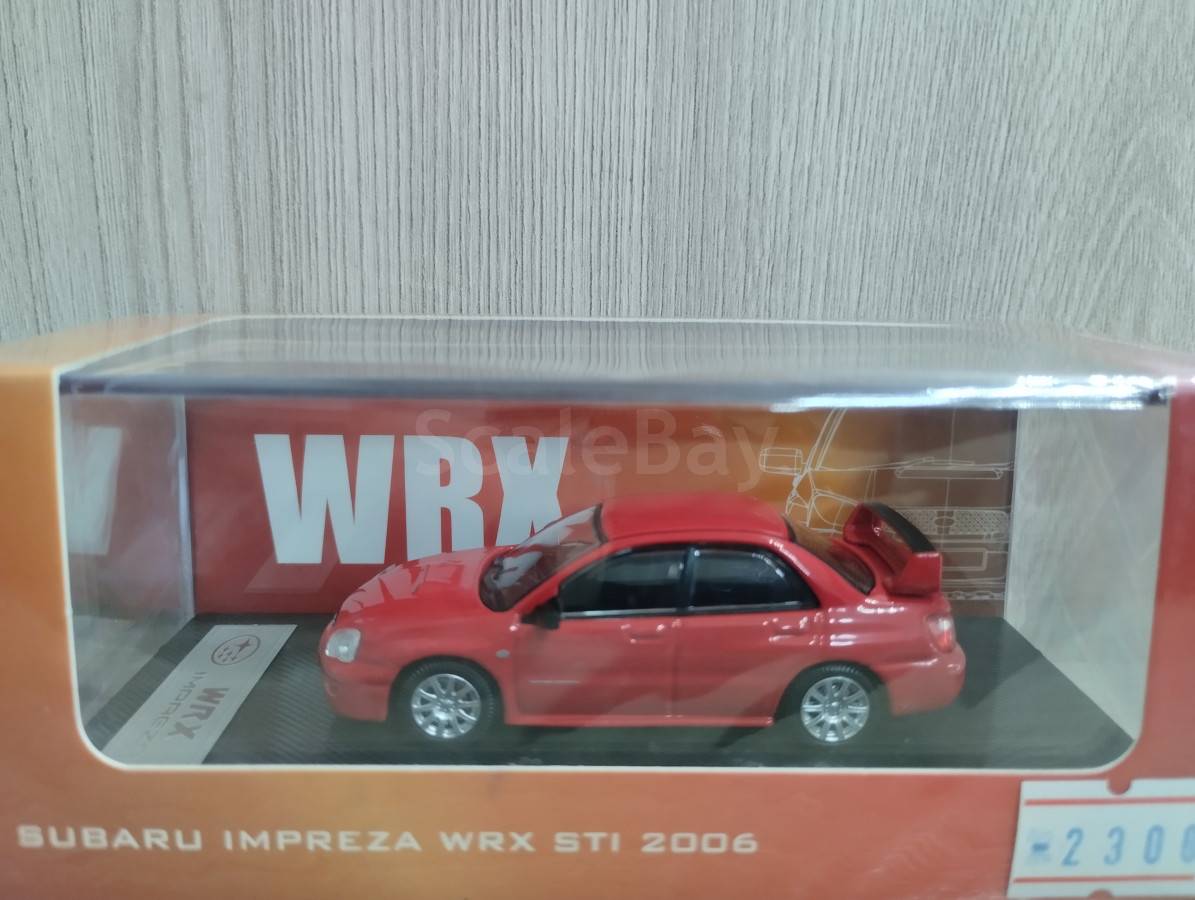 ScaleBay
WRX
WRX
SUBARU IMPREZA WRX STI 2006
2300